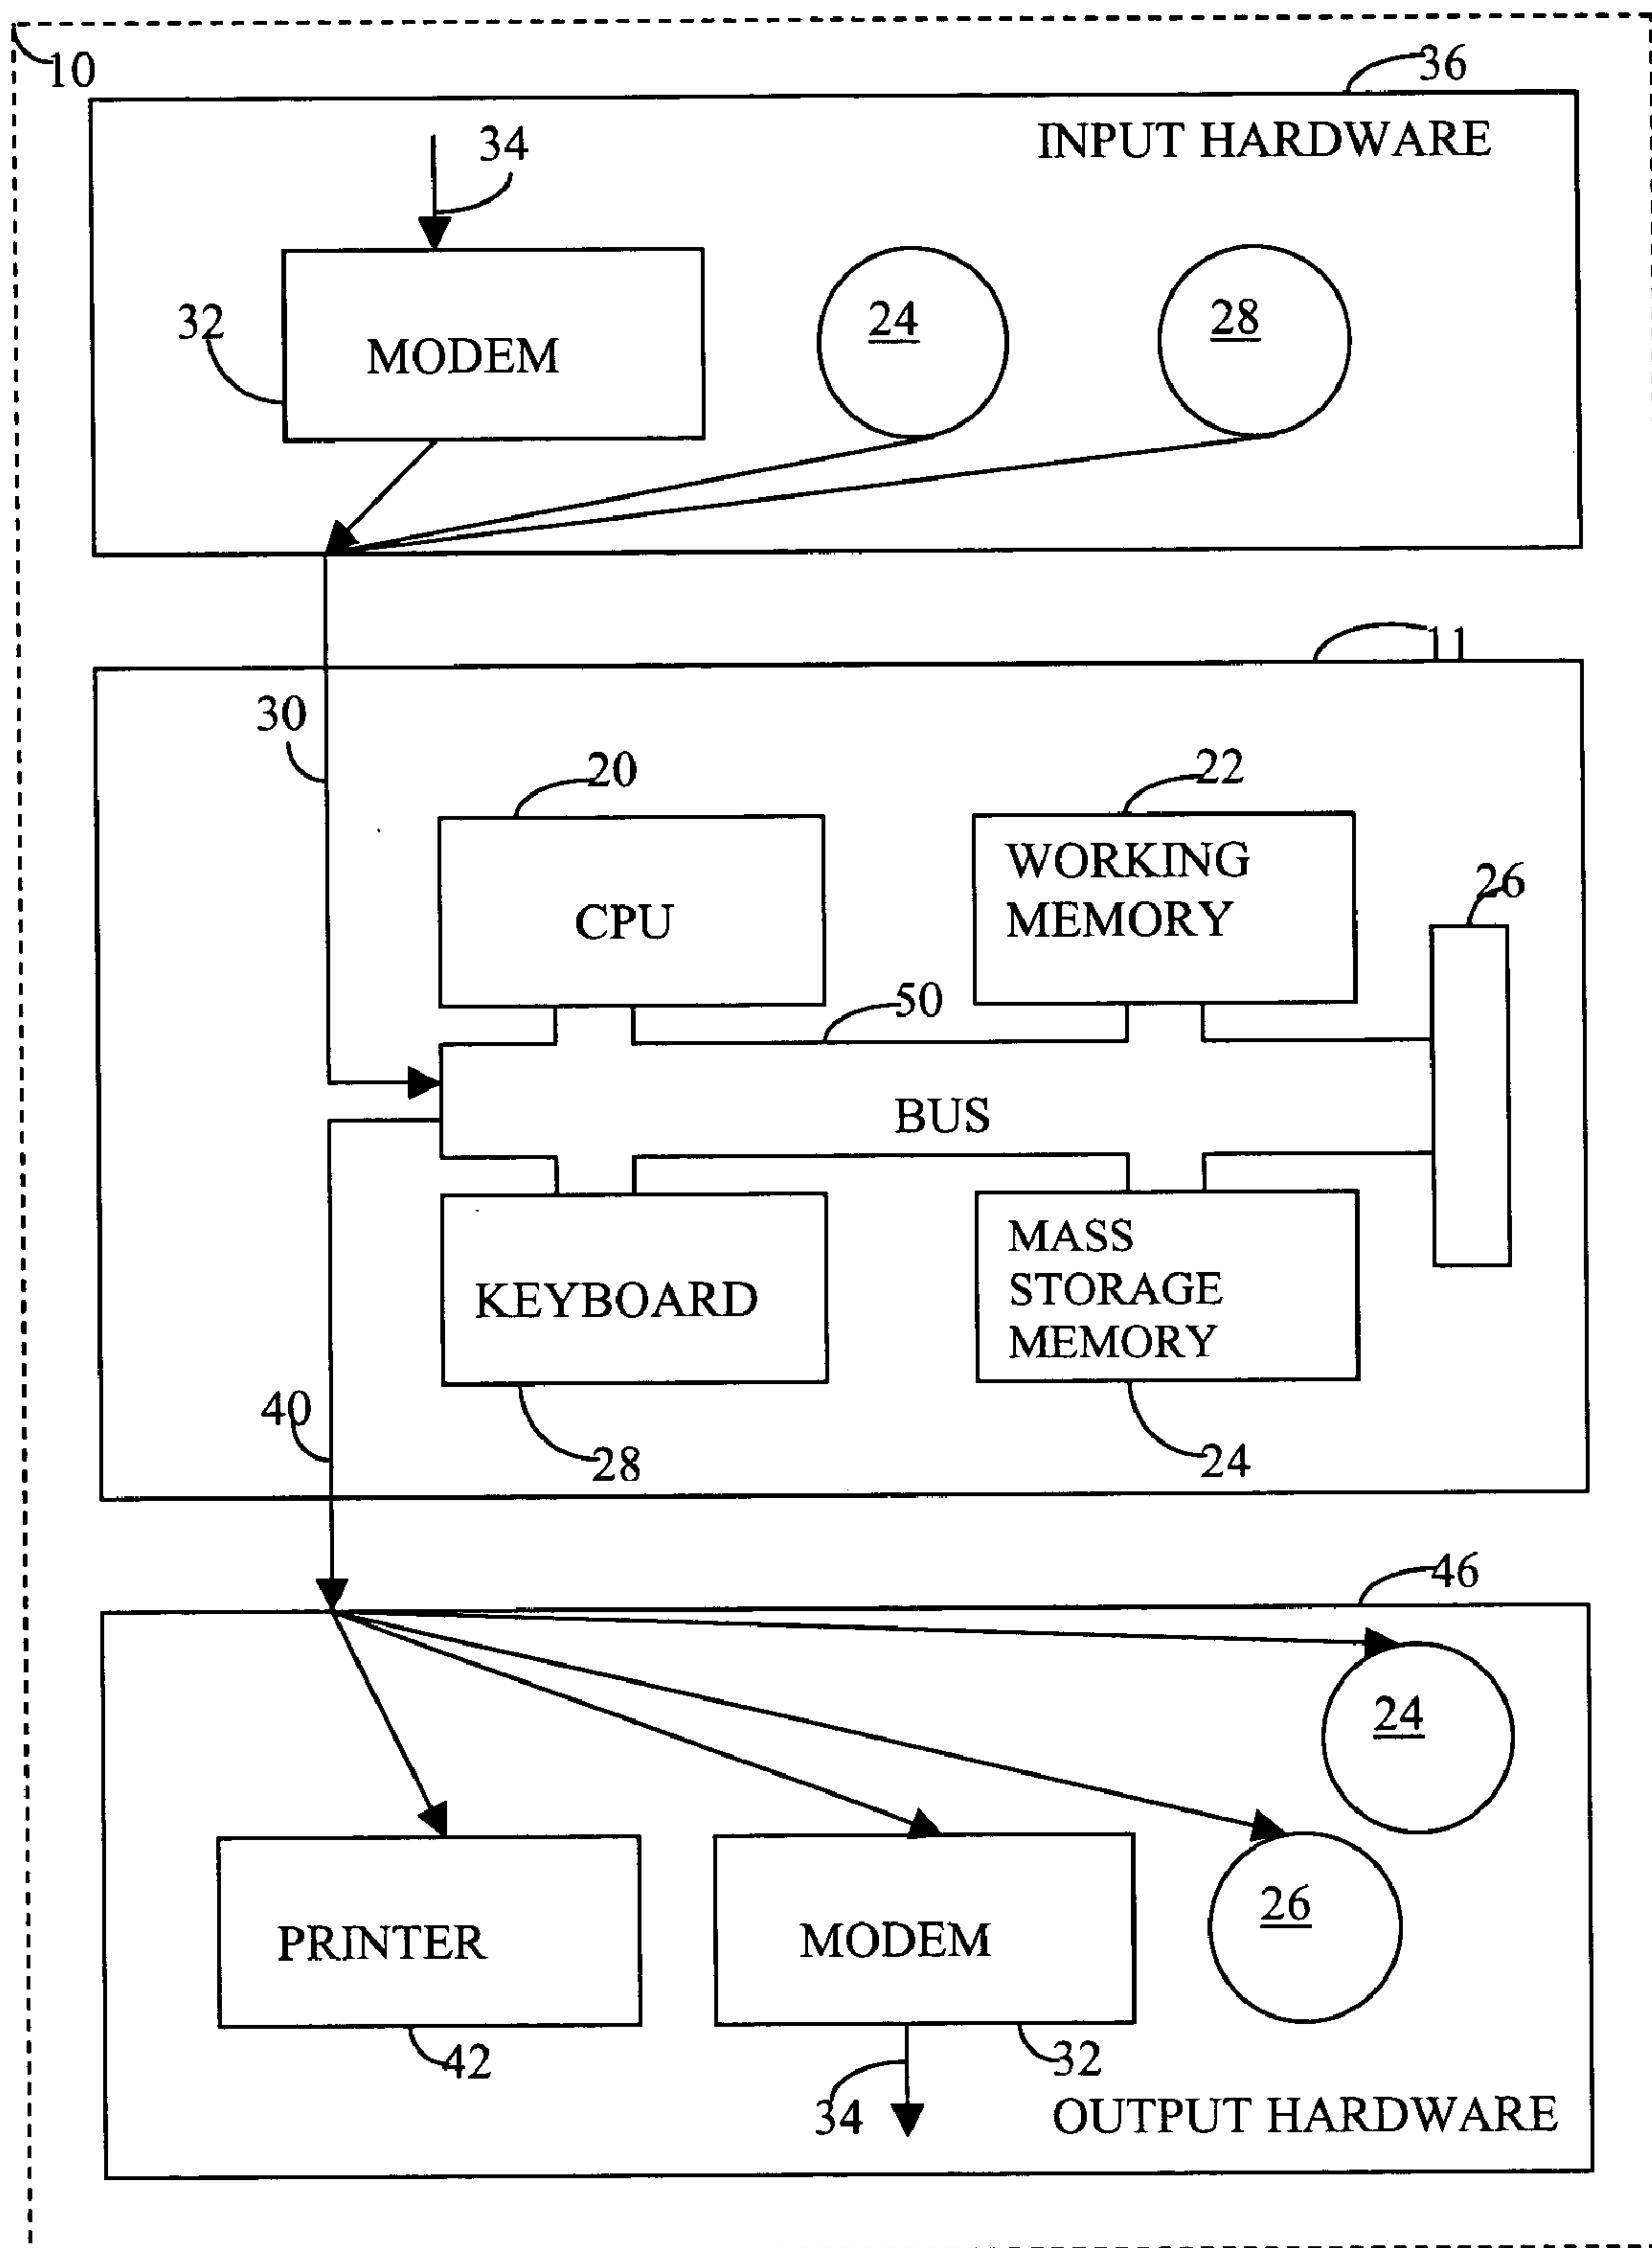 10
36
INPUT HARDWARE
34
32
MODEM
24
28
11
30
20
22
CPU
WORKING
MEMORY
26
50
BUS
KEYBOARD
MASS
STORAGE
MEMORY
40
28
24
46
24
26
PRINTER
MODEM
42
32
34
OUTPUT HARDWARE